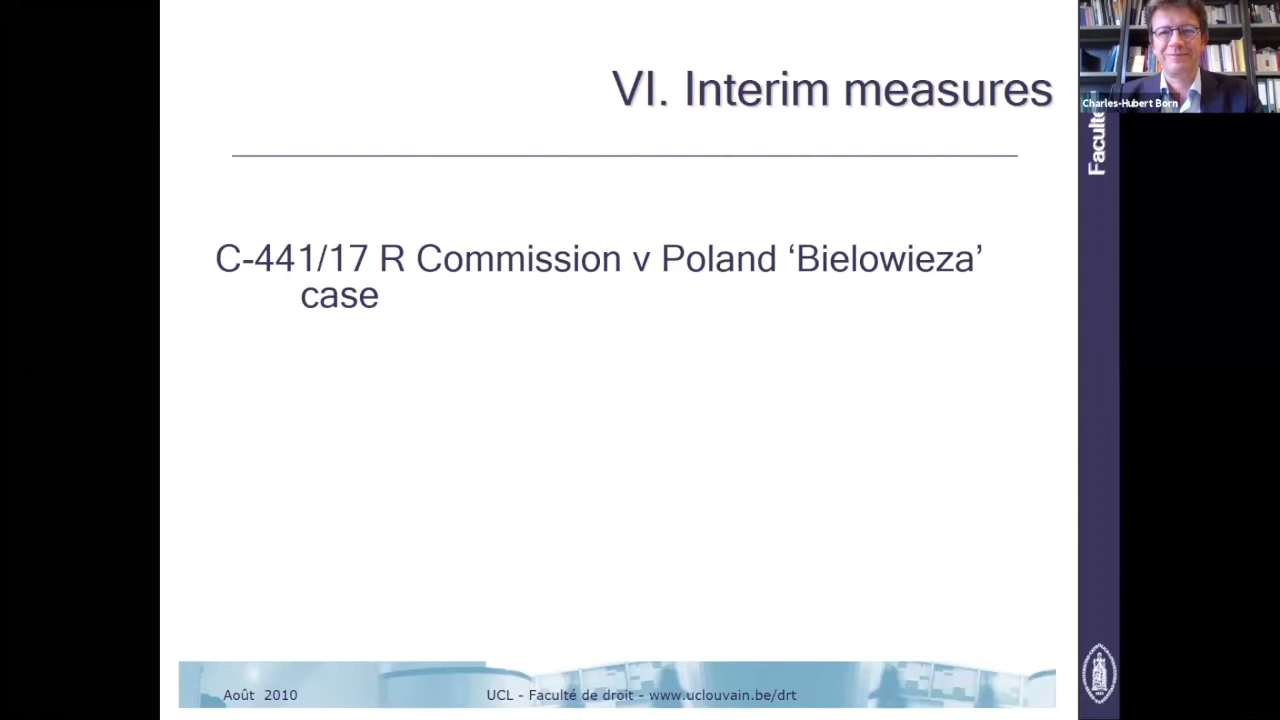 VI. Interim measures
Charles-Hubert Born
Faculté
C-441/17 R Commission v Poland ‘Bielowieza’
case
Août 2010
UCL - Faculté de droit - www.uclouvain.be/drt